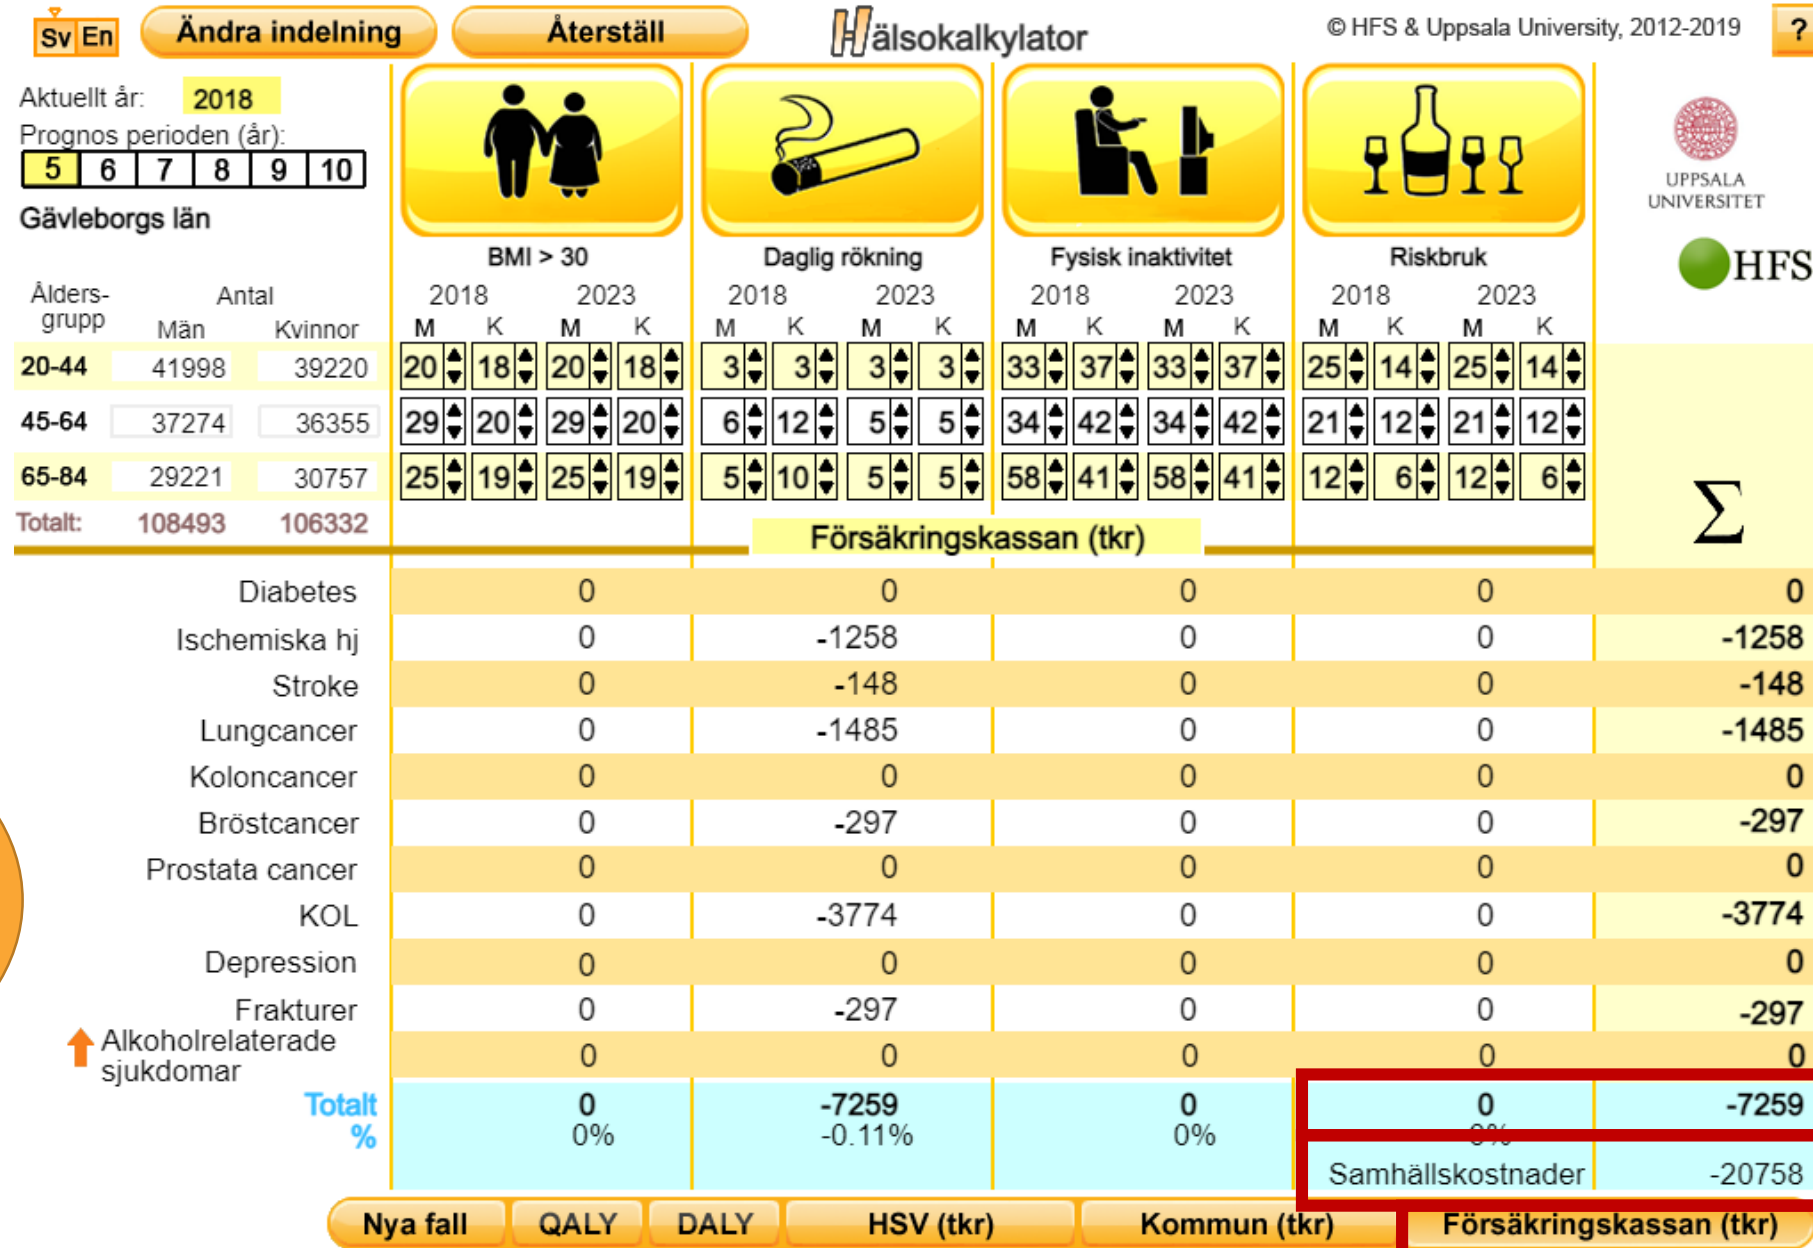 Sv En Ändra indelning Återställ Hälsokalkylator © HFS & Uppsala University, 2012-2019 ?
Aktuellt år: 2018
Prognos perioden (år):
5 6 7 8 9 10
Gävleborgs län
UPPSALA
UNIVERSITET
HFS
BMI > 30 Daglig rökning Fysisk inaktivitet Riskbruk
Ålders-
grupp
Antal
Män Kvinnor
2018 2023 2018 2023 2018 2023 2018 2023
M K M K M K M K M K M K M K M K
20-44 41998 39220 20 18 20 18 3 3 3 3 33 37 33 37 25 14 25 14
45-64 37274 36355 29 20 29 20 6 12 5 5 34 42 34 42 21 12 21 12
65-84 29221 30757 25 19 25 19 5 10 5 5 58 41 58 41 12 6 12 6
Totalt: 108493 106332
Σ
Försäkringskassan (tkr)
Diabetes 0 0 0 0 0
Ischemiska hj 0 -1258 0 0 -1258
Stroke 0 -148 0 0 -148
Lungcancer 0 -1485 0 0 -1485
Koloncancer 0 0 0 0 0
Bröstcancer 0 -297 0 0 -297
Prostata cancer 0 0 0 0 0
KOL 0 -3774 0 0 -3774
Depression 0 0 0 0 0
Frakturer 0 -297 0 0 -297
Alkoholrelaterade
sjukdomar 0 0 0 0 0
Totalt 0 -7259 0 0 -7259
% 0% -0.11% 0% 0%
Samhällskostnader -20758
Nya fall QALY DALY HSV (tkr) Kommun (tkr) Försäkringskassan (tkr)